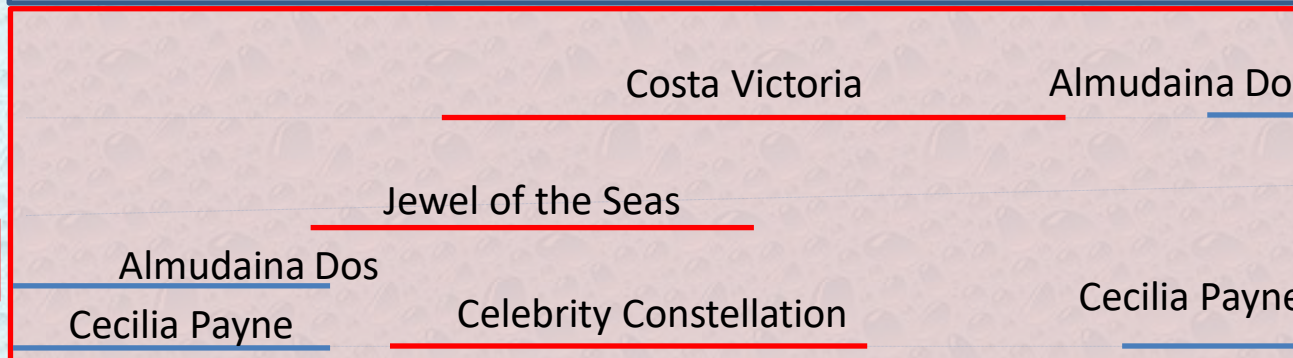 Costa Victoria
Almudaina Do
Jewel of the Seas
Almudaina Dos
Cecilia Payne
Celebrity Constellation
Cecilia Payne